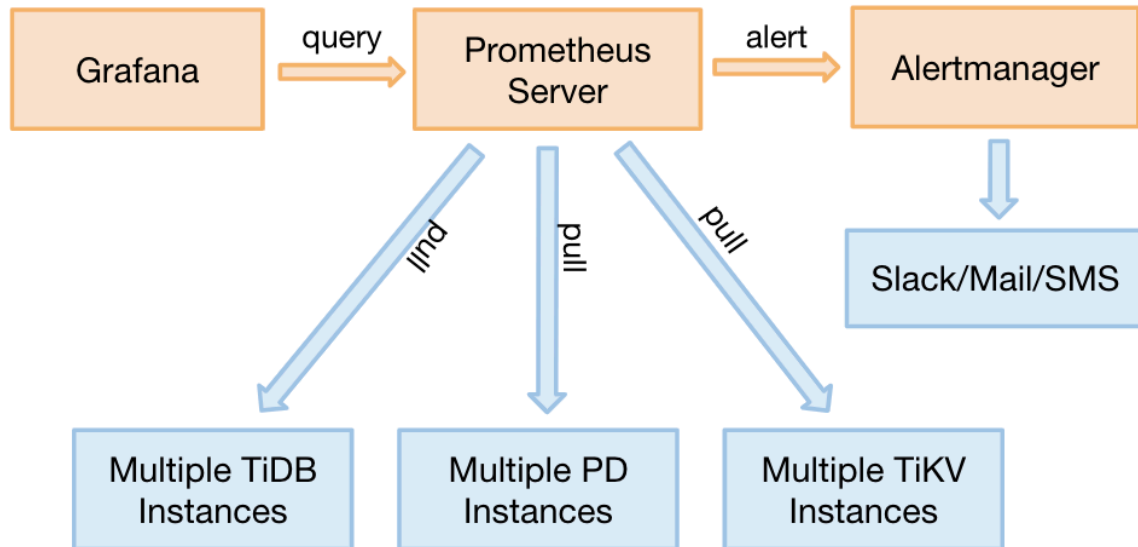 Grafana
query
Prometheus
Server
alert
Alertmanager
pull
pull
pull
Slack/Mail/SMS
Multiple TiDB
Instances
Multiple PD
Instances
Multiple TiKV
Instances